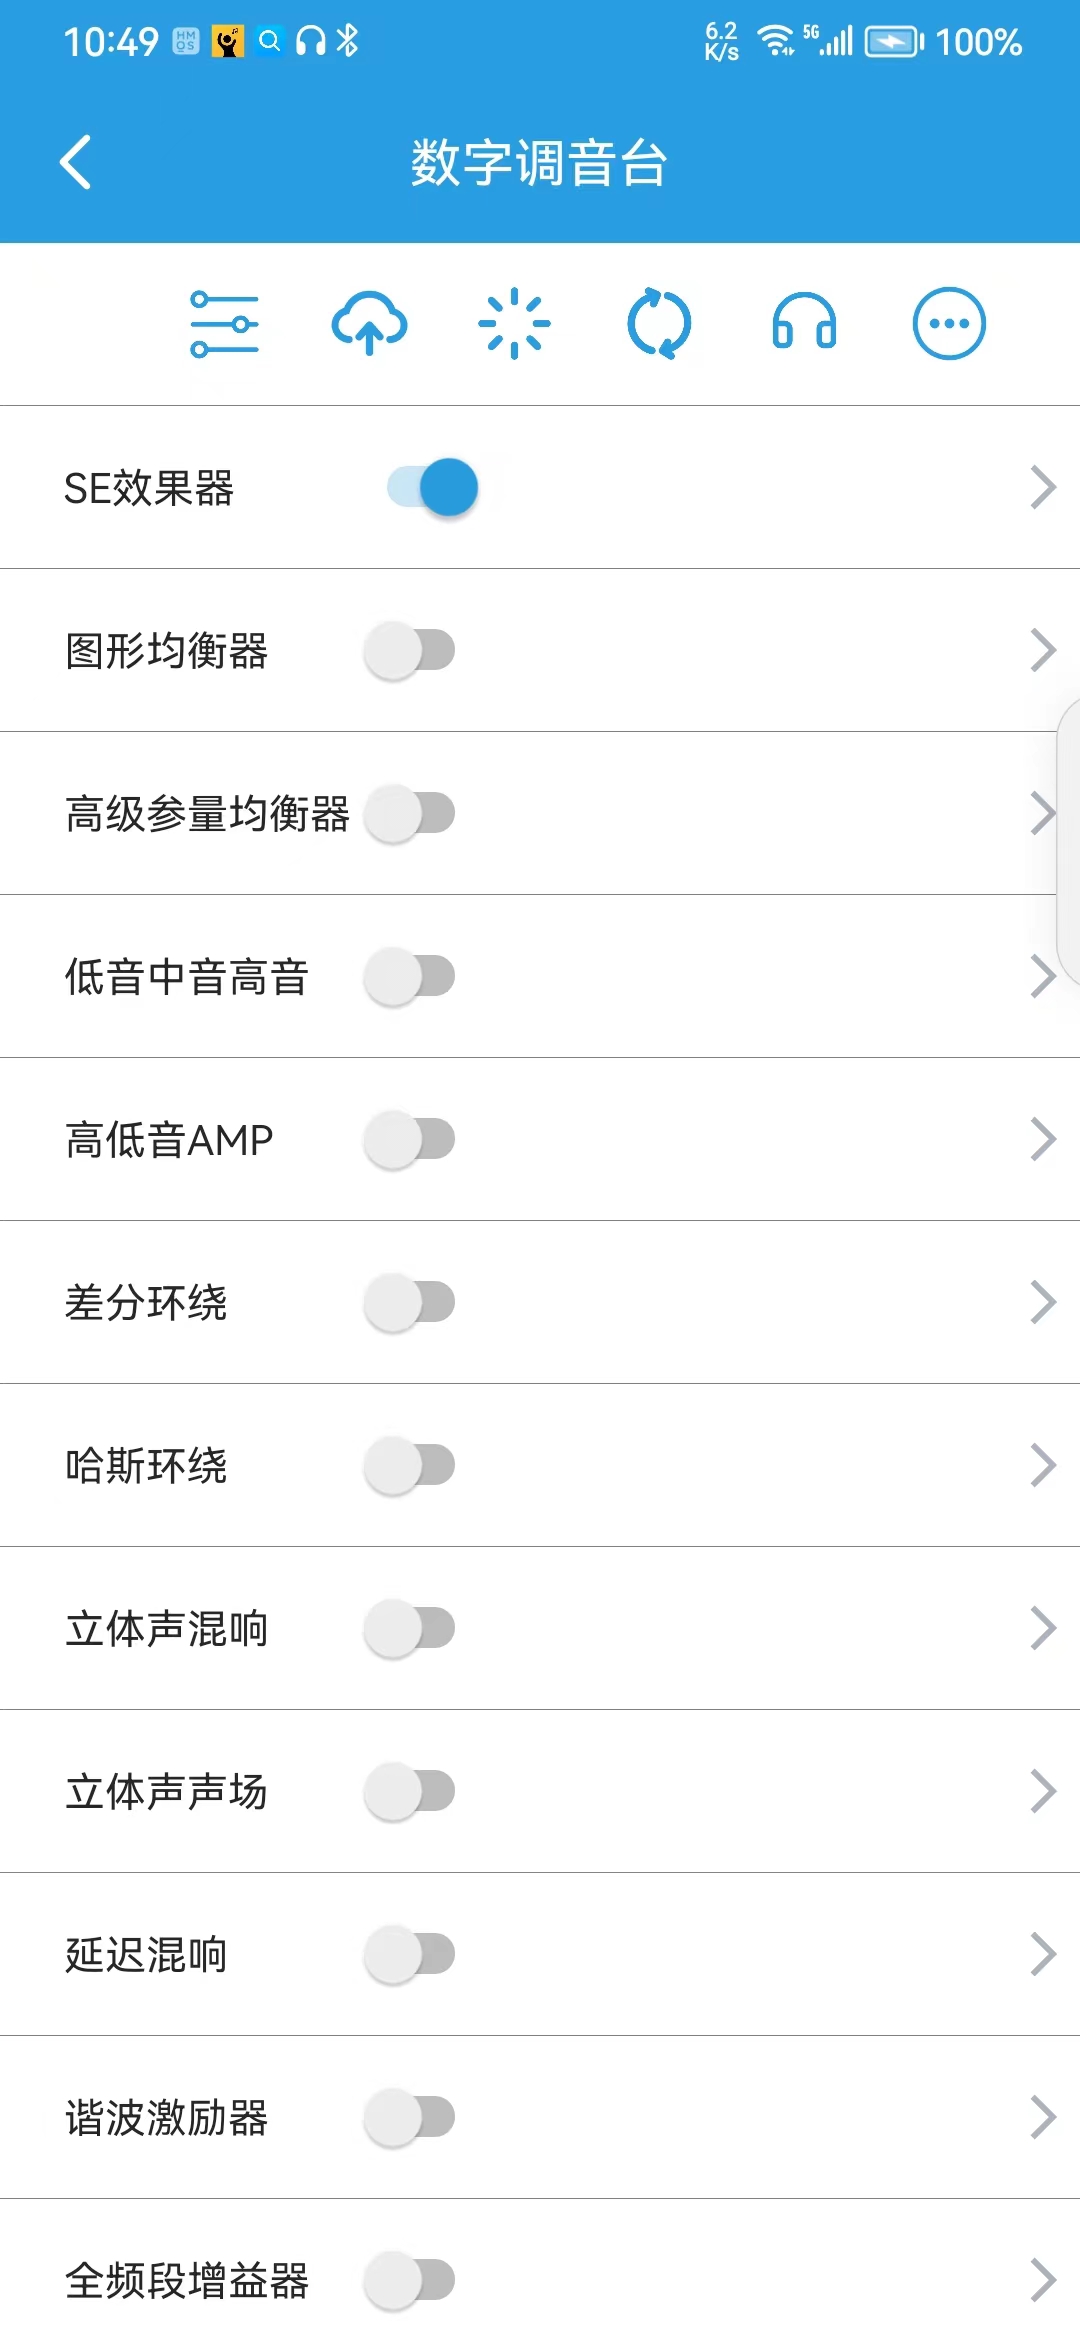 10:49
HM
OS
6.2
K/s
5G
100%
数字调音台
SE效果器
图形均衡器
高级参量均衡器
低音中音高音
高低音AMP
差分环绕
哈斯环绕
立体声混响
立体声声场
延迟混响
谐波激励器
全频段增益器